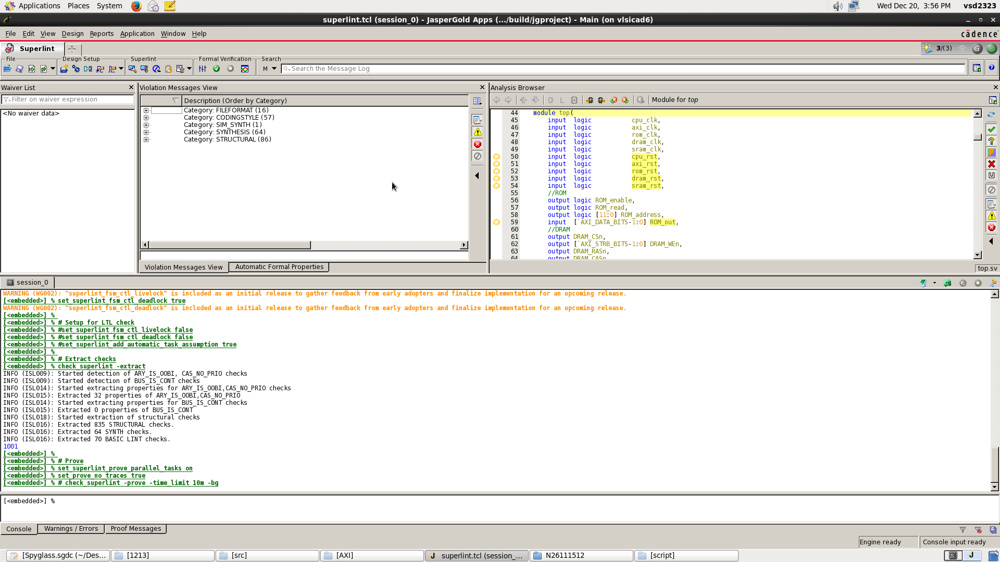 Applications Places System Wed Dec 20, 3:56 PM vsd2323
superlint.tcl (session_0) - JasperGold Apps (.../build/jgproject) - Main (on vlsicad6)
File Edit View Design Reports Application Window Help cādence
Superlint 3/(3)
File Design Setup Superlint Formal Verification Search
M Search the Message Log
Waiver List
Filter on waiver expression
<No waiver data>
Violation Messages View
Description (Order by Category)
Category: FILEFORMAT (16)
Category: CODINGSTYLE (57)
Category: SIM_SYNTH (1)
Category: SYNTHESIS (64)
Category: STRUCTURAL (86)
Violation Messages View Automatic Formal Properties
Analysis Browser
D L Module for top
44 module top(
45 input logic cpu_clk,
46 input logic axi_clk,
47 input logic rom_clk,
48 input logic dram_clk,
49 input logic sram_clk,
50 input logic cpu_rst,
51 input logic axi_rst,
52 input logic rom_rst,
53 input logic dram_rst,
54 input logic sram_rst,
55 //ROM
56 output logic ROM_enable,
57 output logic ROM_read,
58 output logic [11:0] ROM_address,
59 input [`AXI_DATA_BITS-1:0] ROM_out,
60 //DRAM
61 output DRAM_CSn,
62 output [`AXI_STRB_BITS-1:0] DRAM_WEn,
63 output DRAM_RASn,
64 output DRAM_CASn
top.sv
session_0
WARNING (WG002): "superlint_fsm_ctl_livelock" is included as an initial release to gather feedback from early adopters and finalize implementation for an upcoming release.
[<embedded>] % set_superlint_fsm_ctl_deadlock true
WARNING (WG002): "superlint_fsm_ctl_deadlock" is included as an initial release to gather feedback from early adopters and finalize implementation for an upcoming release.
[<embedded>] %
[<embedded>] % # Setup for LTL check
[<embedded>] % #set_superlint_fsm_ctl_livelock false
[<embedded>] % #set_superlint_fsm_ctl_deadlock false
[<embedded>] % #set_superlint_add_automatic_task_assumption true
[<embedded>] %
[<embedded>] % # Extract checks
[<embedded>] % check_superlint -extract
INFO (ISL009): Started detection of ARY_IS_OOBI, CAS_NO_PRIO checks
INFO (ISL009): Started detection of BUS_IS_CONT checks
INFO (ISL014): Started extracting properties for ARY_IS_OOBI,CAS_NO_PRIO checks
INFO (ISL015): Extracted 32 properties of ARY_IS_OOBI,CAS_NO_PRIO
INFO (ISL014): Started extracting properties for BUS_IS_CONT checks
INFO (ISL015): Extracted 0 properties of BUS_IS_CONT
INFO (ISL018): Started extraction of structural checks
INFO (ISL016): Extracted 835 STRUCTURAL checks.
INFO (ISL016): Extracted 64 SYNTH checks.
INFO (ISL016): Extracted 70 BASIC LINT checks.
1001
[<embedded>] %
[<embedded>] % # Prove
[<embedded>] % set_superlint_prove_parallel_tasks on
[<embedded>] % set_prove_no_traces true
[<embedded>] % # check_superlint -prove -time_limit 10m -bg
[<embedded>] %
Console Warnings / Errors Proof Messages
Engine ready Console input ready
[Spyglass.sgdc (~/Des... [1213] [src] [AXI] superlint.tcl (session_... N26111512 [script]